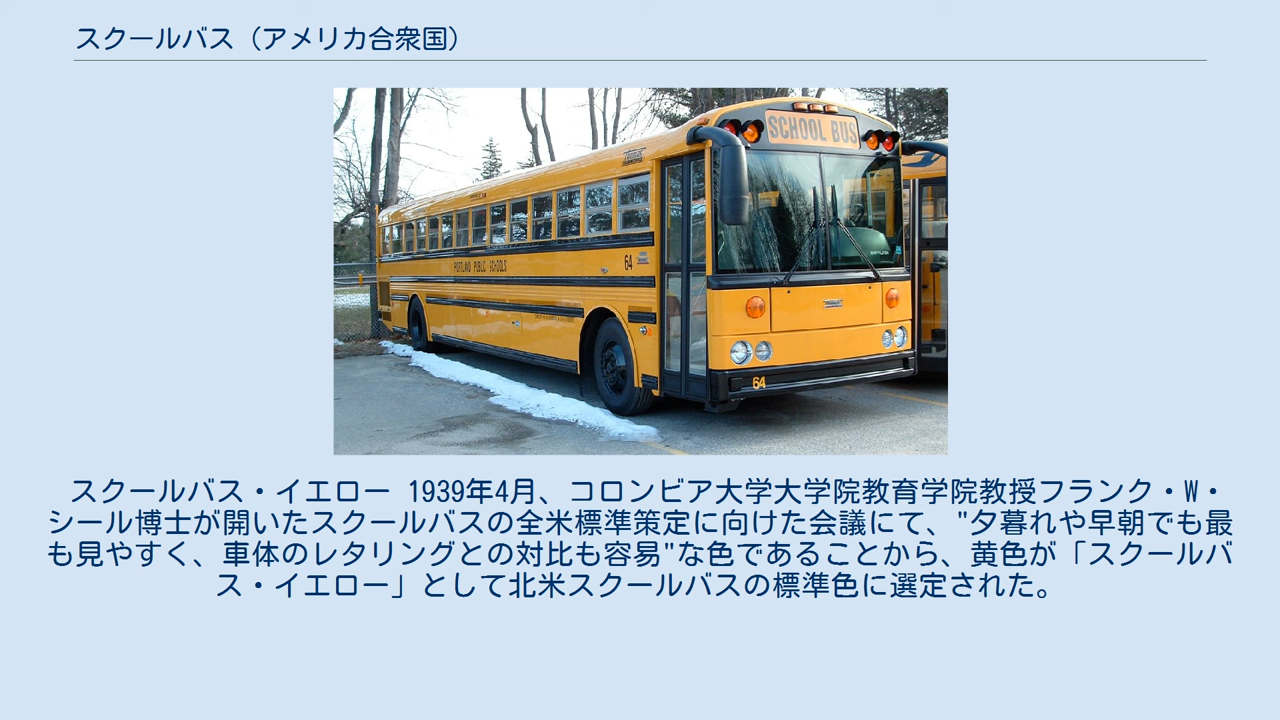 スクールバス（アメリカ合衆国）
SCHOOL BUS
PORTLAND PUBLIC SCHOOLS
64
64
スクールバス・イエロー 1939年4月、コロンビア大学大学院教育学院教授フランク・W・
シール博士が開いたスクールバスの全米標準策定に向けた会議にて、"夕暮れや早朝でも最
も見やすく、車体のレタリングとの対比も容易"な色であることから、黄色が「スクールバ
ス・イエロー」として北米スクールバスの標準色に選定された。